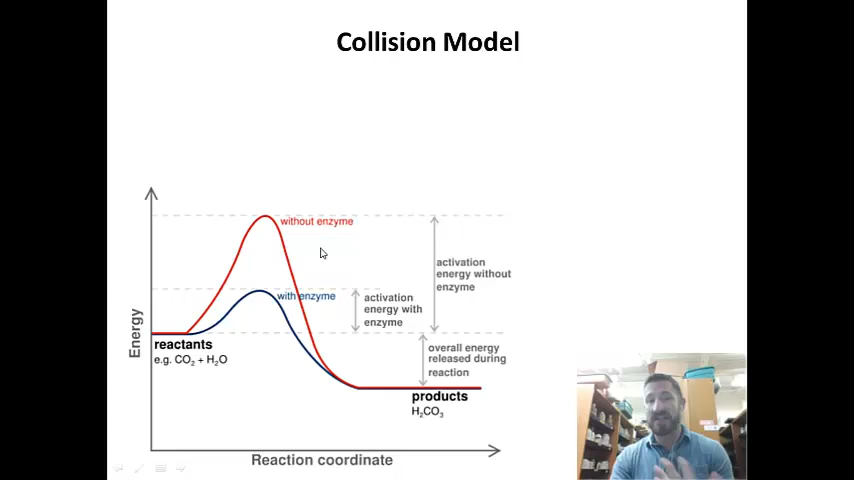 Collision Model
without enzyme
with enzyme
activation
energy with
enzyme
activation
energy without
enzyme
overall energy
released during
reaction
Energy
reactants
e.g. CO₂ + H₂O
products
H₂CO₃
Reaction coordinate